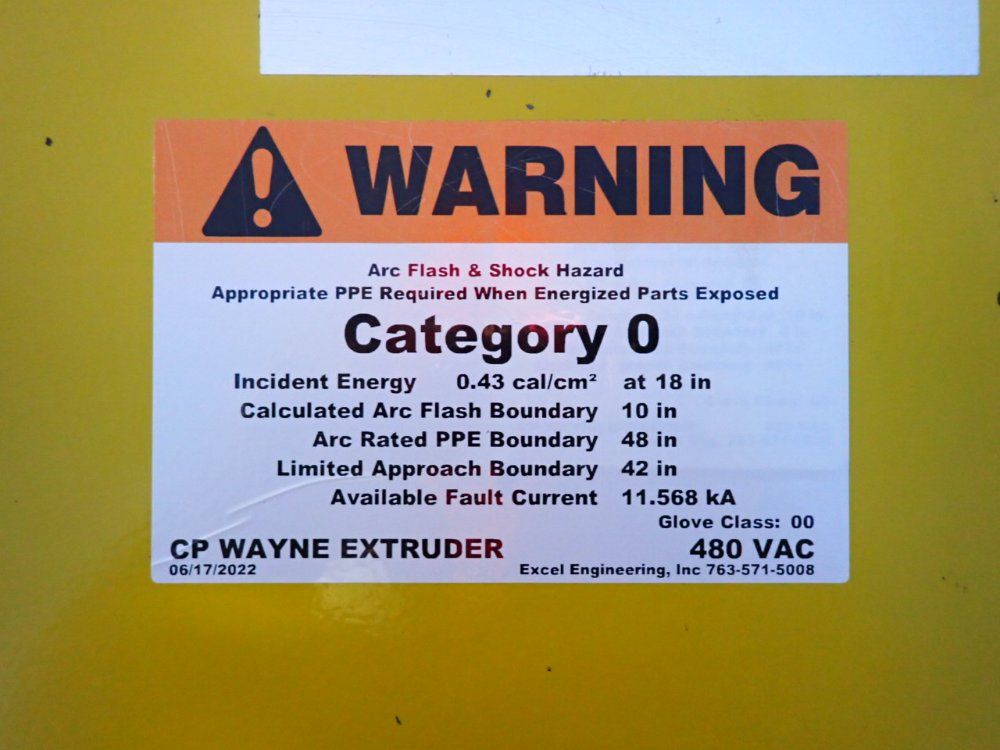 WARNING
Arc Flash & Shock Hazard
Appropriate PPE Required When Energized Parts Exposed
Category 0
Incident Energy 0.43 cal/cm² at 18 in
Calculated Arc Flash Boundary 10 in
Arc Rated PPE Boundary 48 in
Limited Approach Boundary 42 in
Available Fault Current 11.568 kA
Glove Class: 00
CP WAYNE EXTRUDER 480 VAC
06/17/2022 Excel Engineering, Inc 763-571-5008